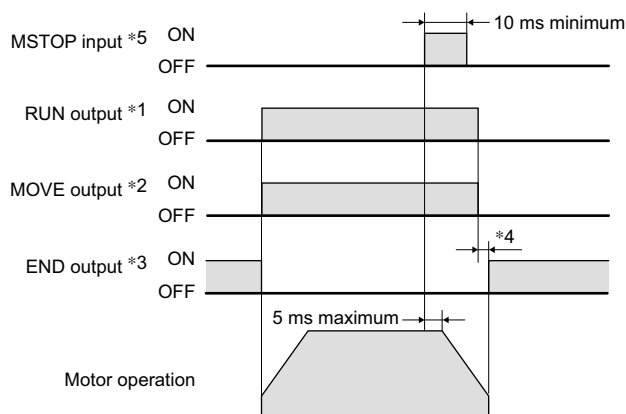 10 ms minimum
MSTOP input *5 ON
OFF
RUN output *1 ON
OFF
MOVE output *2 ON
OFF
*4
END output *3 ON
OFF
5 ms maximum
Motor operation